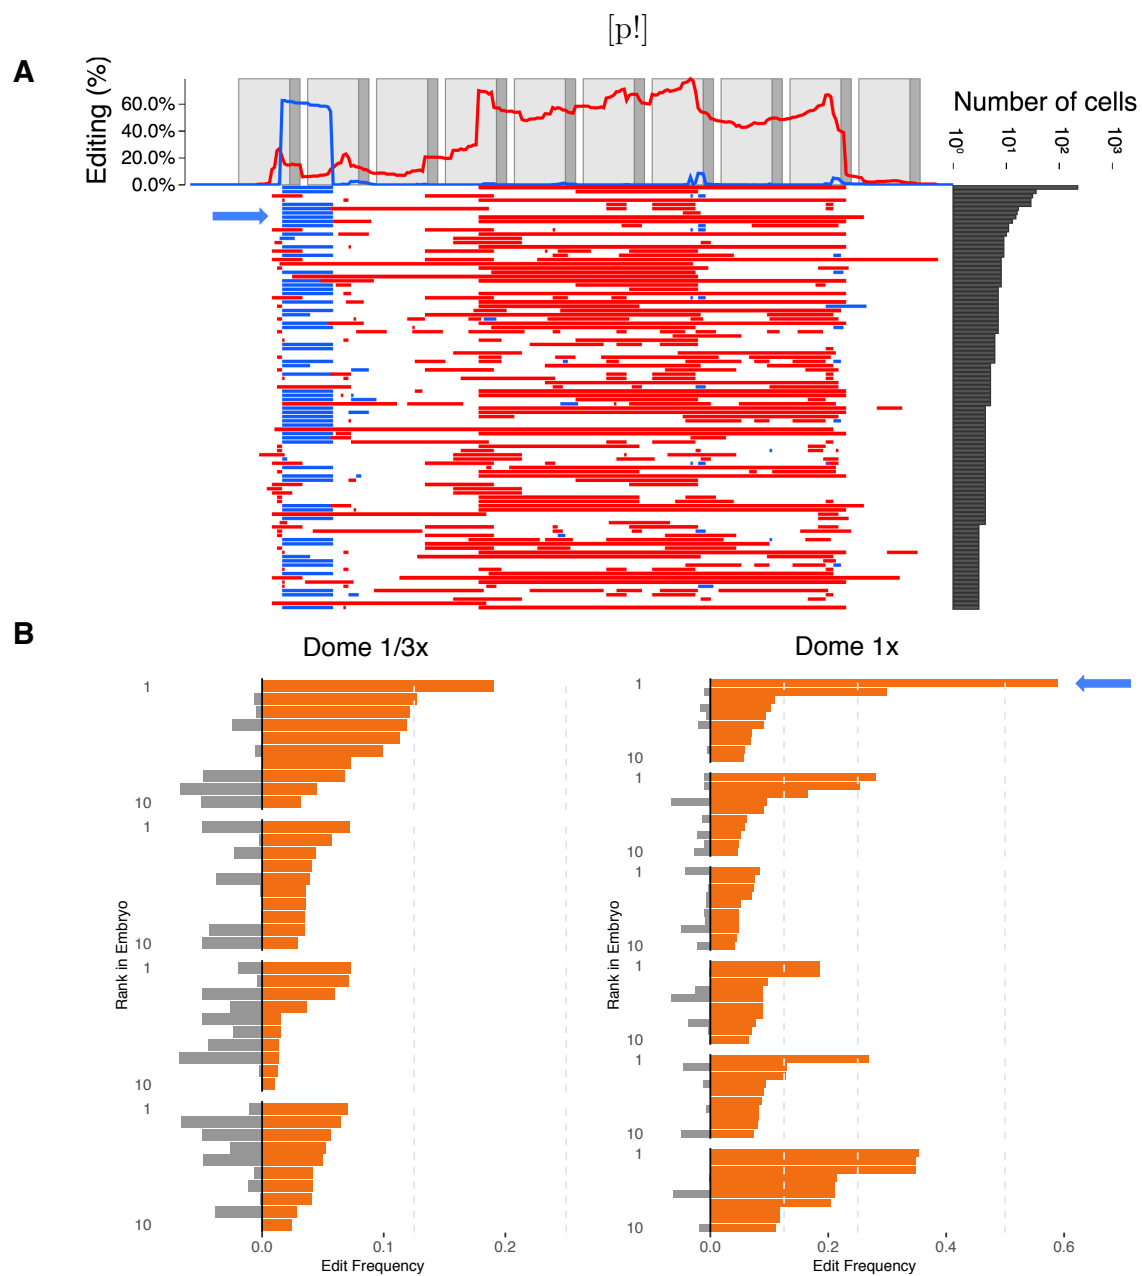 [p!]
A
Editing (%)
60.0%
40.0%
20.0%
0.0%
Number of cells
10⁰ 10¹ 10² 10³
B
Dome 1/3x
Dome 1x
Rank in Embryo
1
10
1
10
1
10
1
10
0.0 0.1 0.2
Edit Frequency
Rank in Embryo
1
10
1
10
1
10
1
10
1
10
1
10
0.0 0.2 0.4 0.6
Edit Frequency